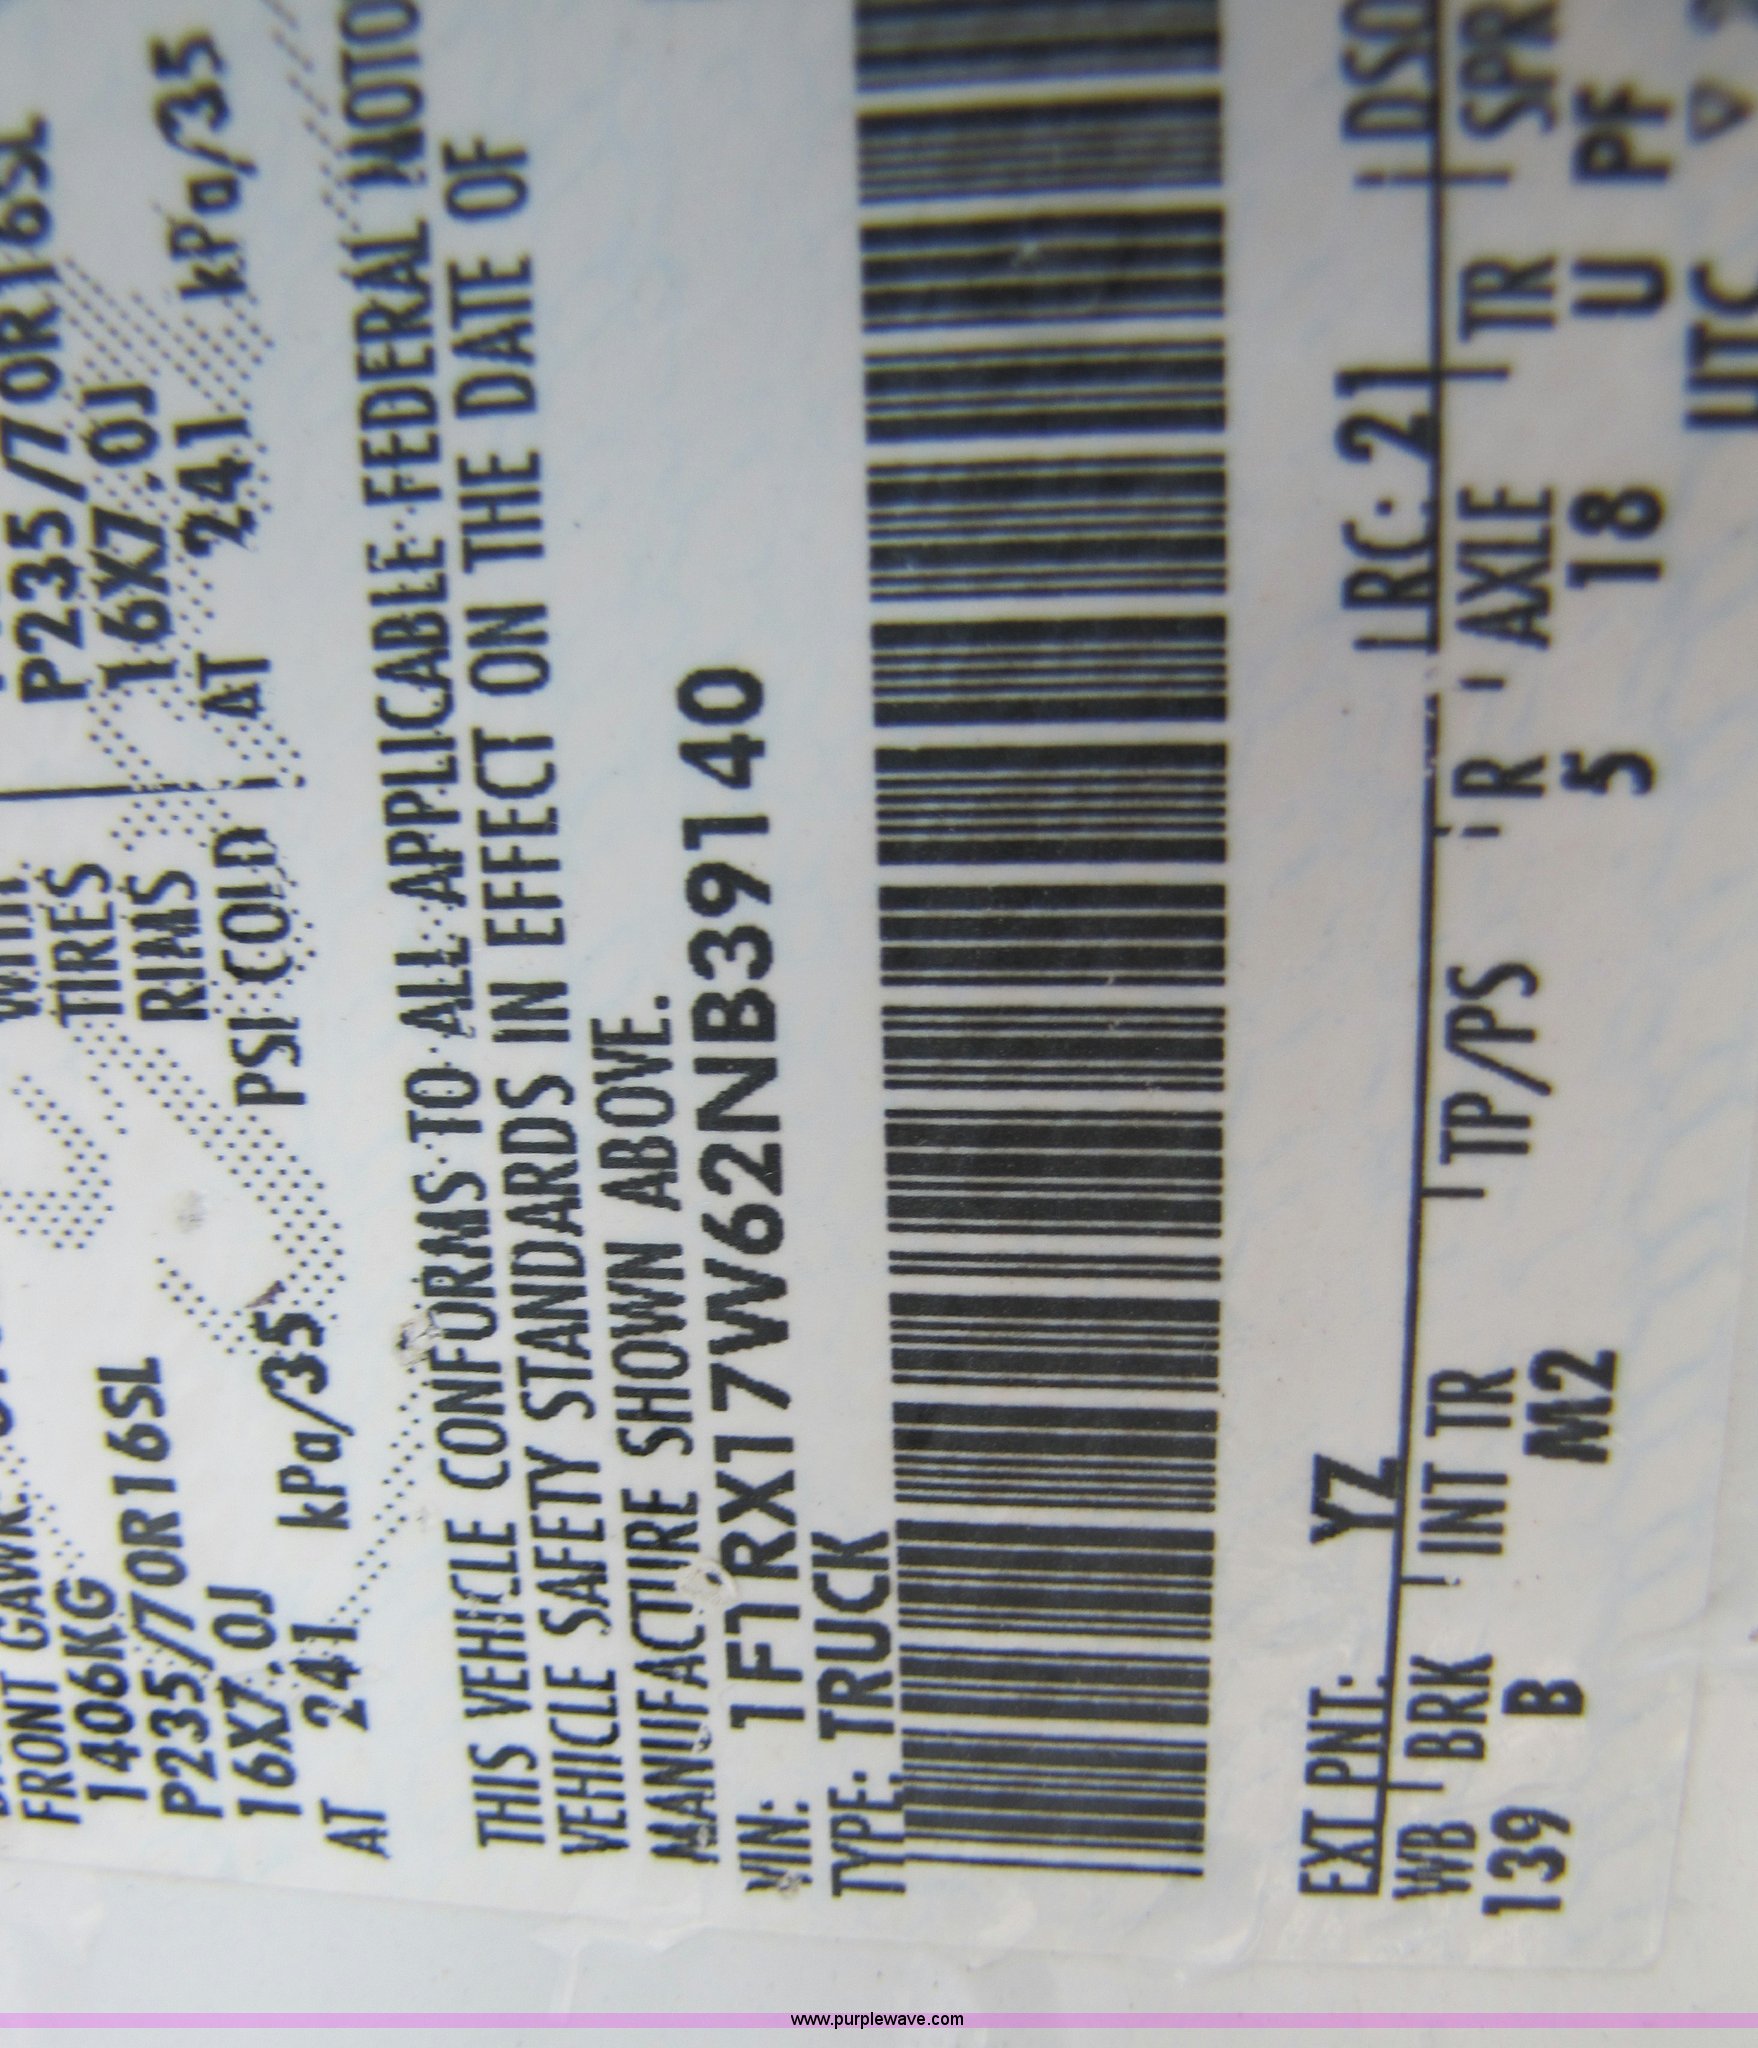 FRONT GAWR:
1406KG
P235/70R16SL
16X7.0J
AT 241 kPa/35
WITH
TIRES
RIMS
PSI COLD
P235/70R16SL
16X7.0J
AT 241 kPa/35
THIS VEHICLE CONFORMS TO ALL APPLICABLE FEDERAL MOTO
VEHICLE SAFETY STANDARDS IN EFFECT ON THE DATE OF
MANUFACTURE SHOWN ABOVE.
VIN: 1F1RX17W62NB39140
TYPE: TRUCK
EXT PNT: YZ LRC: 21 DSO
WB BRK INT TR TP/PS R AXLE TR SPR
139 B M2 5 18 U PF
UTC
www.purplewave.com